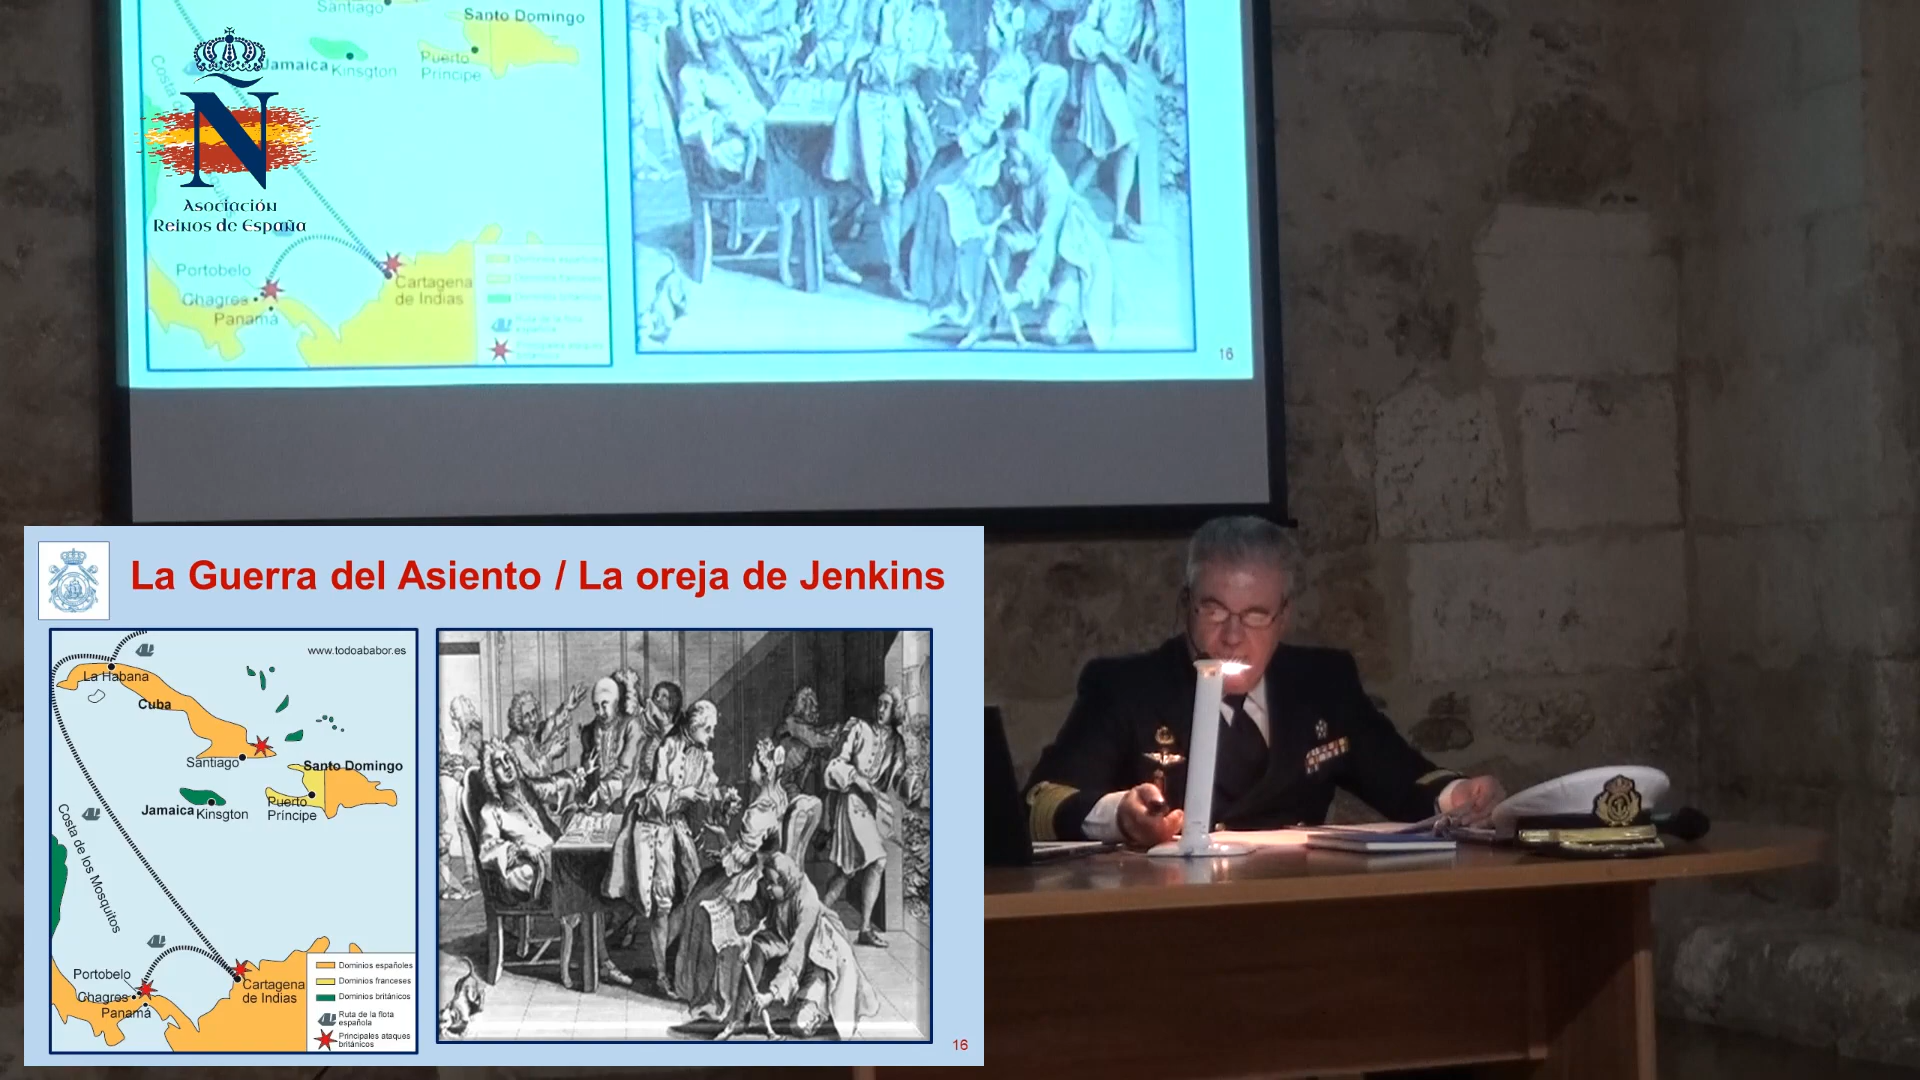 Santiago
Santo Domingo
Jamaica
Kinsgton
Puerto
Príncipe
Ñ
Asociación
Reinos de España
Portobelo
Chagres
Panamá
Cartagena
de Indias
16
La Guerra del Asiento / La oreja de Jenkins
www.todoababor.es
La Habana
Cuba
Santiago
Santo Domingo
Jamaica
Kinsgton
Puerto
Príncipe
Costa de los Mosquitos
Portobelo
Chagres
Panamá
Cartagena
de Indias
Dominios españoles
Dominios franceses
Dominios británicos
Ruta de la flota
española
Principales ataques
británicos
16